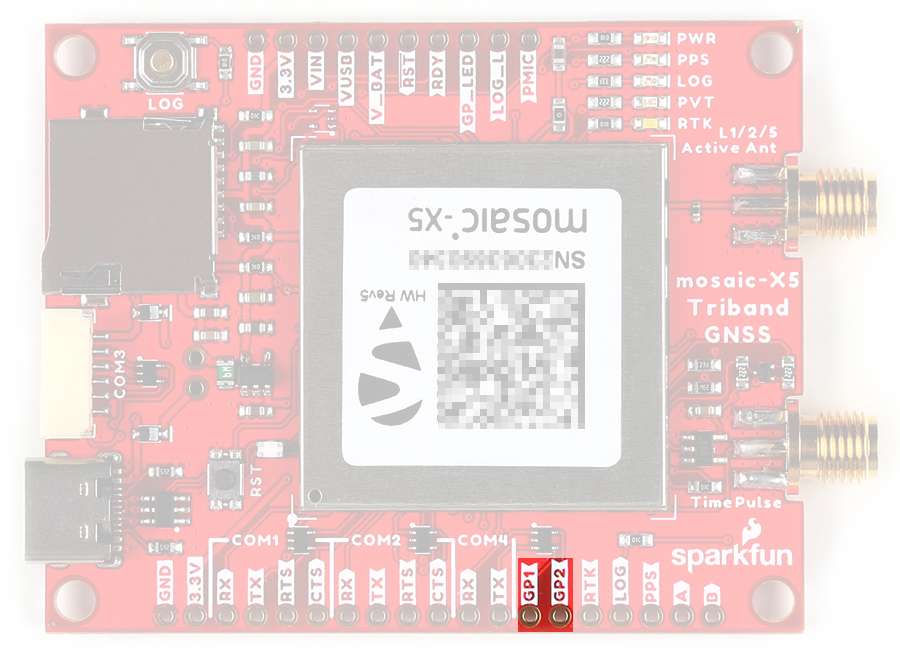 PWR
PPS
LOG
PVT
RTK
GND
3.3V
VIN
VUSB
V_BAT
RST
RDY
GP_LED
LOG_L
PMIC
LOG
L1/2/5
Active Ant
mosaic-X5
HW Rev5
mosaic-X5
Triband
GNSS
COM3
RST
TimePulse
COM1
COM2
COM4
sparkfun
GND
3.3V
RX
TX
RTS
CTS
RX
TX
RTS
CTS
RX
TX
GP1
GP2
RTK
LOG
PPS
A
B